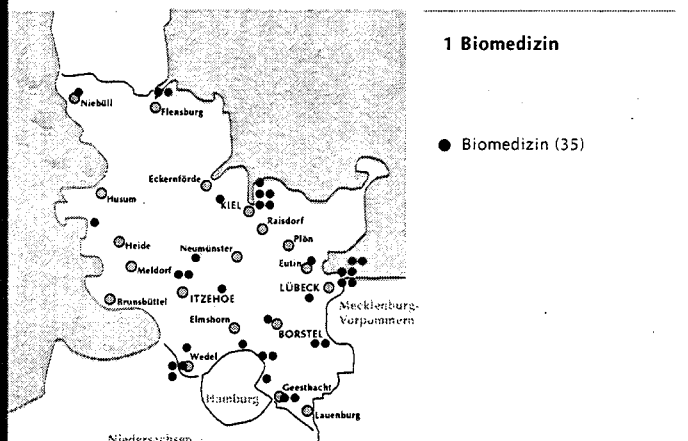 1 Biomedizin
Biomedizin (35)
Niebüll
Flensburg
Eckernförde
Husum
KIEL
Raisdorf
Heide
Neumünster
Plön
Meldorf
Eutin
ITZEHOE
LÜBECK
Brunsbüttel
Mecklenburg-
Vorpommern
Elmshorn
BORSTEL
Wedel
Geesthacht
Hamburg
Lauenburg
Niedersachsen